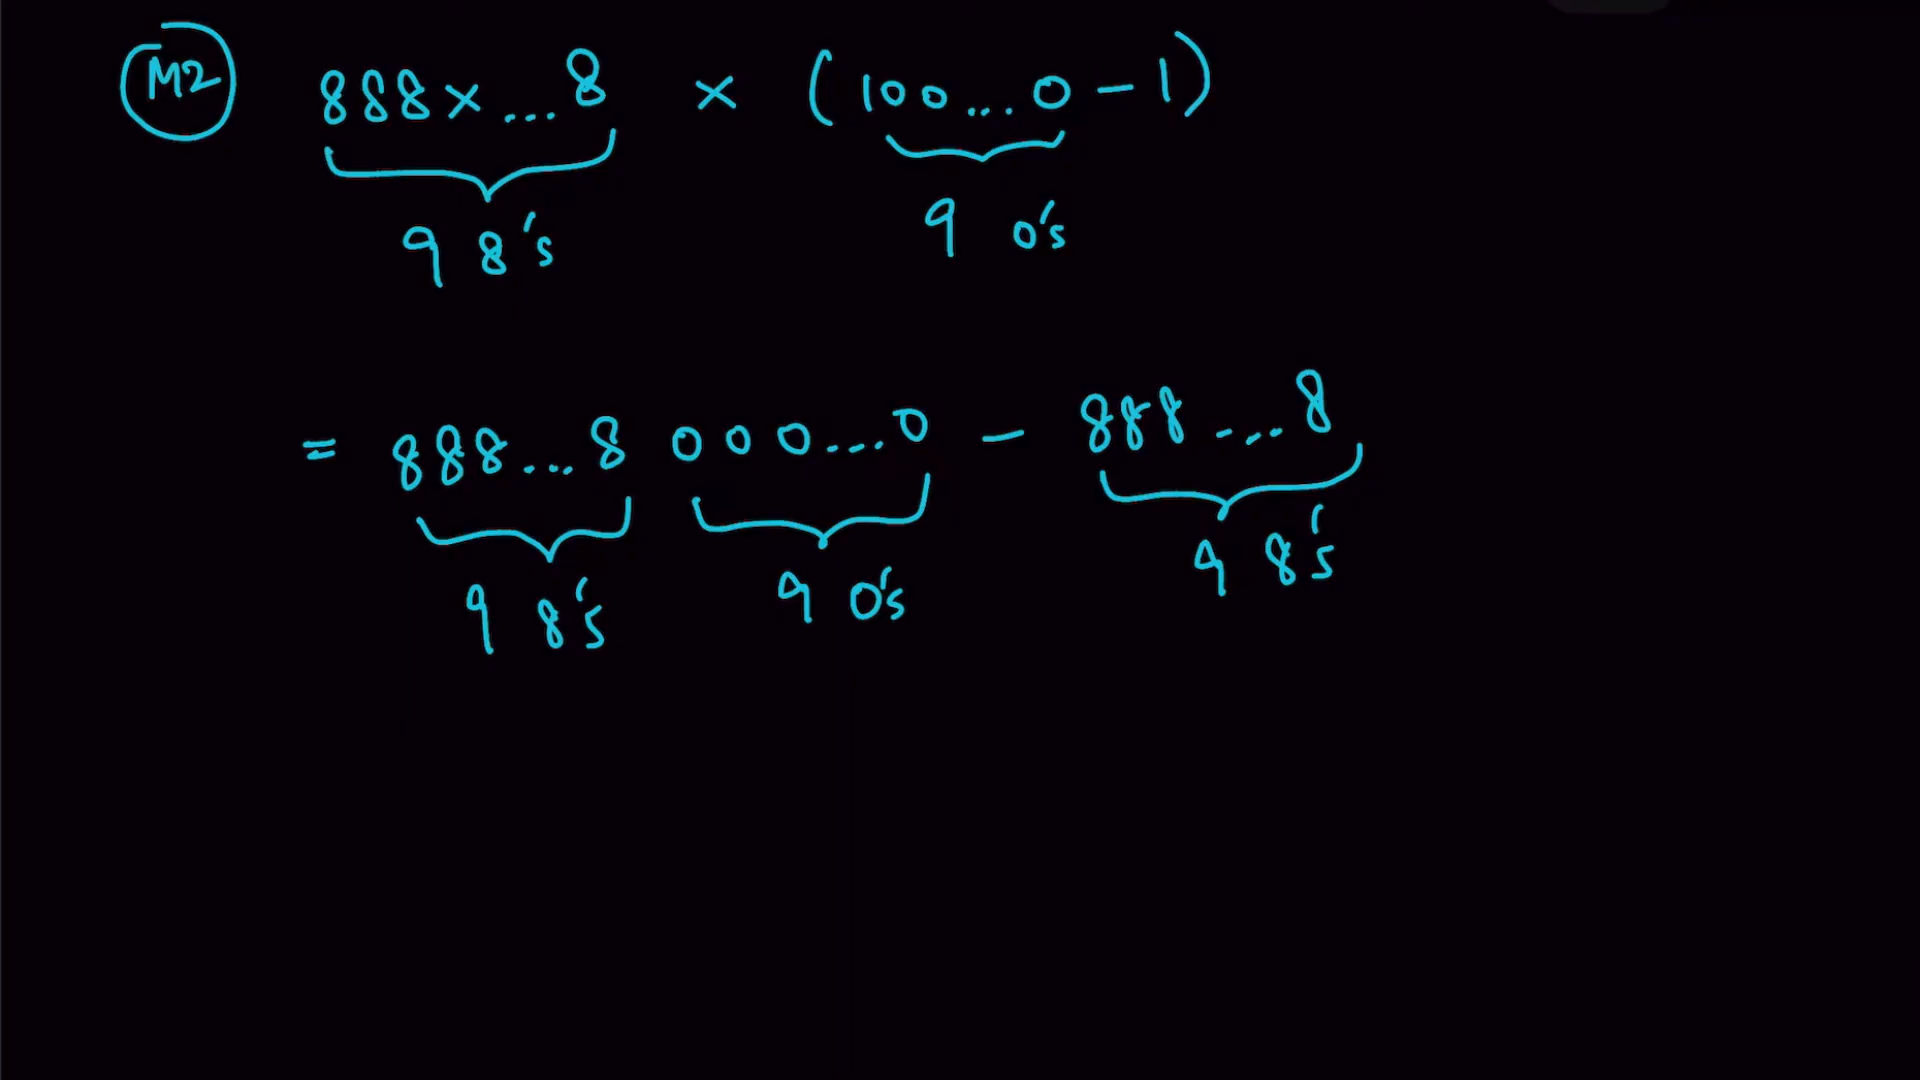 M2 888x...8 × (100...0 - 1)
9 8's 9 0's
= 888...8 000...0 - 888...8
9 8's 9 0's 9 8's